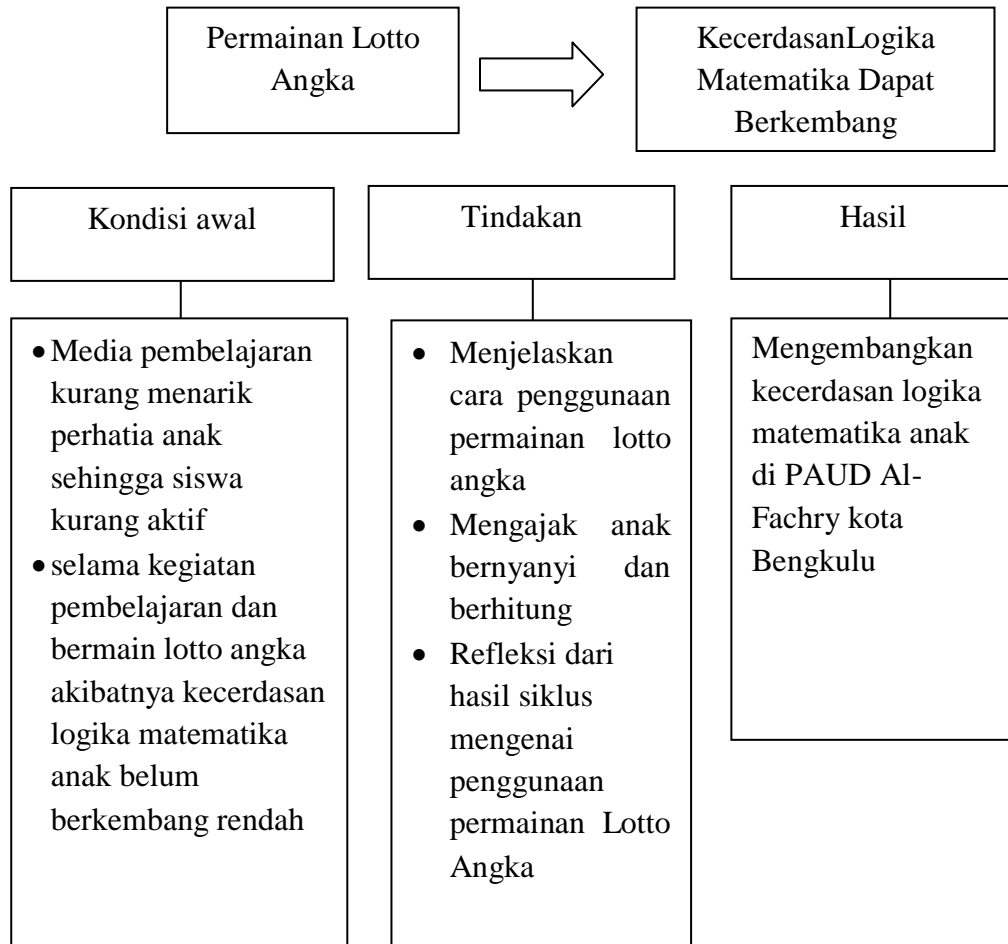 Permainan Lotto
Angka
KecerdasanLogika
Matematika Dapat
Berkembang
Kondisi awal
Tindakan
Hasil
• Media pembelajaran
kurang menarik
perhatia anak
sehingga siswa
kurang aktif
• selama kegiatan
pembelajaran dan
bermain lotto angka
akibatnya kecerdasan
logika matematika
anak belum
berkembang rendah
• Menjelaskan
cara penggunaan
permainan lotto
angka
• Mengajak anak
bernyanyi dan
berhitung
• Refleksi dari
hasil siklus
mengenai
penggunaan
permainan Lotto
Angka
Mengembangkan
kecerdasan logika
matematika anak
di PAUD Al-
Fachry kota
Bengkulu